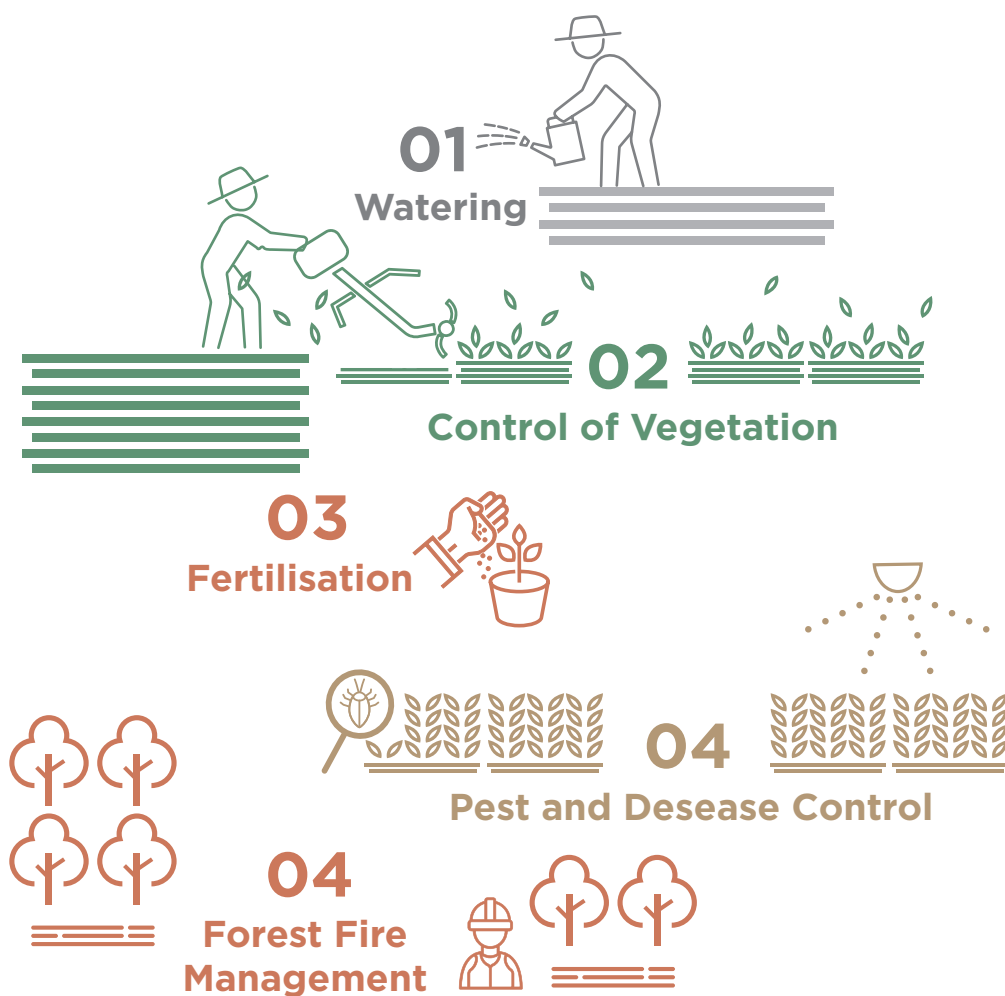 01
Watering
02
Control of Vegetation
03
Fertilisation
04
Pest and Desease Control
04
Forest Fire
Management